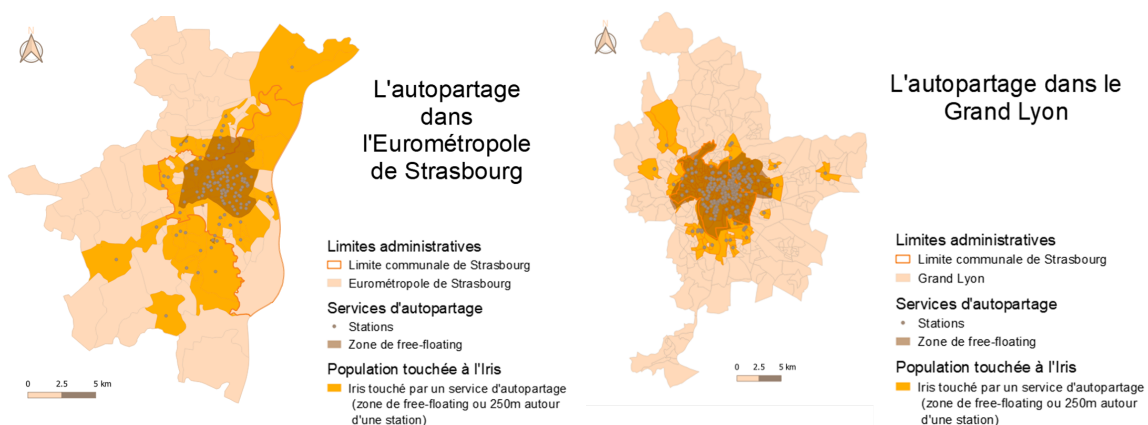 N
L'autopartage
dans
l'Eurométropole
de Strasbourg
Limites administratives
Limite communale de Strasbourg
Eurométropole de Strasbourg
Services d'autopartage
Stations
Zone de free-floating
Population touchée à l'Iris
Iris touché par un service d'autopartage
(zone de free-floating ou 250m autour
d'une station)
0 2.5 5 km
N
L'autopartage dans le
Grand Lyon
Limites administratives
Limite communale de Strasbourg
Grand Lyon
Services d'autopartage
Stations
Zone de free-floating
Population touchée à l'Iris
Iris touché par un service d'autopartage
(zone de free-floating ou 250m autour
d'une station)
0 2.5 5 km